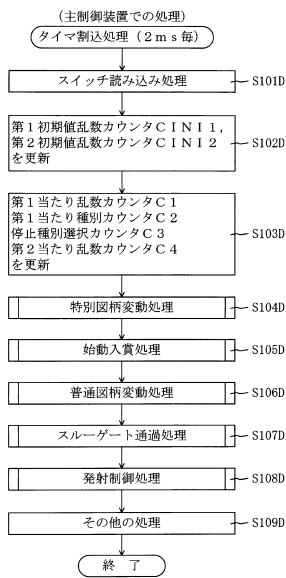 (主制御装置での処理)
タイマ割込処理(2ms毎)
スイッチ読み込み処理
S101D
第1初期値乱数カウンタCINI1,
第2初期値乱数カウンタCINI2
を更新
S102D
第1当たり乱数カウンタC1
第1当たり種別カウンタC2
停止種別選択カウンタC3
第2当たり乱数カウンタC4
を更新
S103D
特別図柄変動処理
S104D
始動入賞処理
S105D
普通図柄変動処理
S106D
スルーゲート通過処理
S107D
発射制御処理
S108D
その他の処理
S109D
終 了